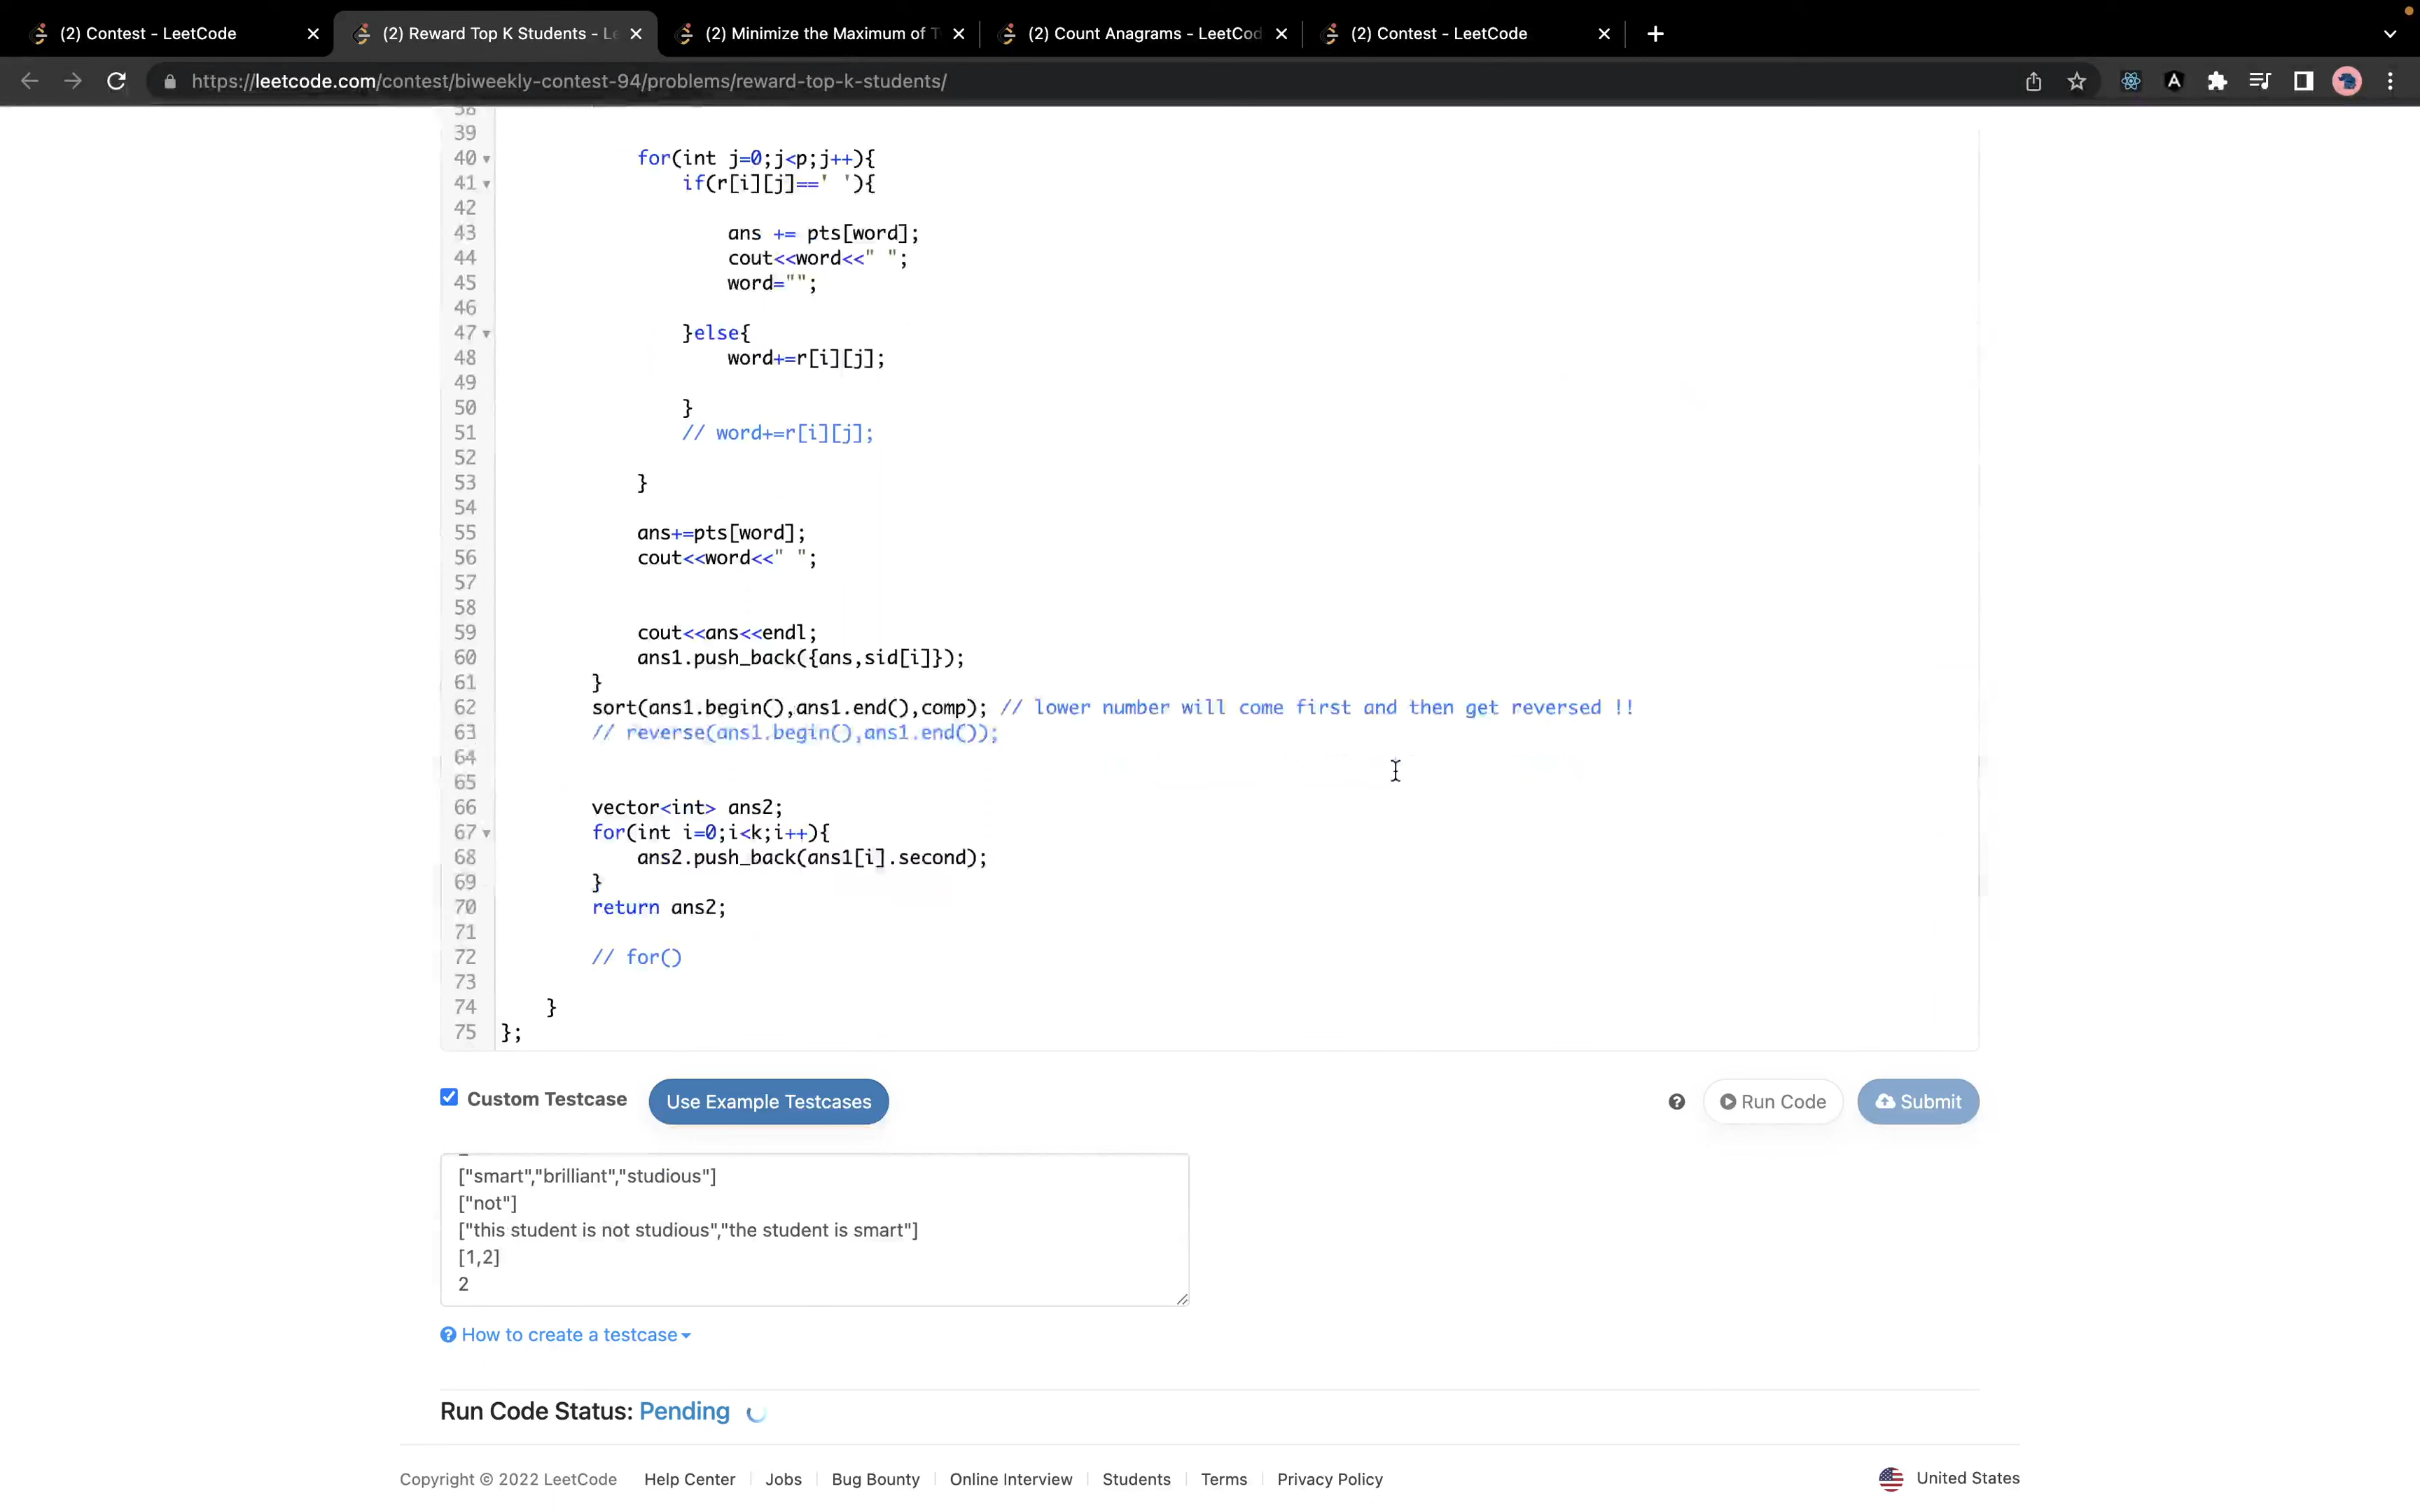 (2) Contest - LeetCode
(2) Reward Top K Students - Le
(2) Minimize the Maximum of T
(2) Count Anagrams - LeetCod
(2) Contest - LeetCode
https://leetcode.com/contest/biweekly-contest-94/problems/reward-top-k-students/
38
39
40 for(int j=0;j<p;j++){
41 if(r[i][j]==' '){
42
43 ans += pts[word];
44 cout<<word<<" ";
45 word="";
46
47 }else{
48 word+=r[i][j];
49
50 }
51 // word+=r[i][j];
52
53 }
54
55 ans+=pts[word];
56 cout<<word<<" ";
57
58
59 cout<<ans<<endl;
60 ans1.push_back({ans,sid[i]});
61 }
62 sort(ans1.begin(),ans1.end(),comp); // lower number will come first and then get reversed !!
63 // reverse(ans1.begin(),ans1.end());
64
65
66 vector<int> ans2;
67 for(int i=0;i<k;i++){
68 ans2.push_back(ans1[i].second);
69 }
70 return ans2;
71
72 // for()
73
74 }
75 };
Custom Testcase Use Example Testcases Run Code Submit
["smart","brilliant","studious"]
["not"]
["this student is not studious","the student is smart"]
[1,2]
2
How to create a testcase
Run Code Status: Pending
Copyright © 2022 LeetCode Help Center Jobs Bug Bounty Online Interview Students Terms Privacy Policy United States